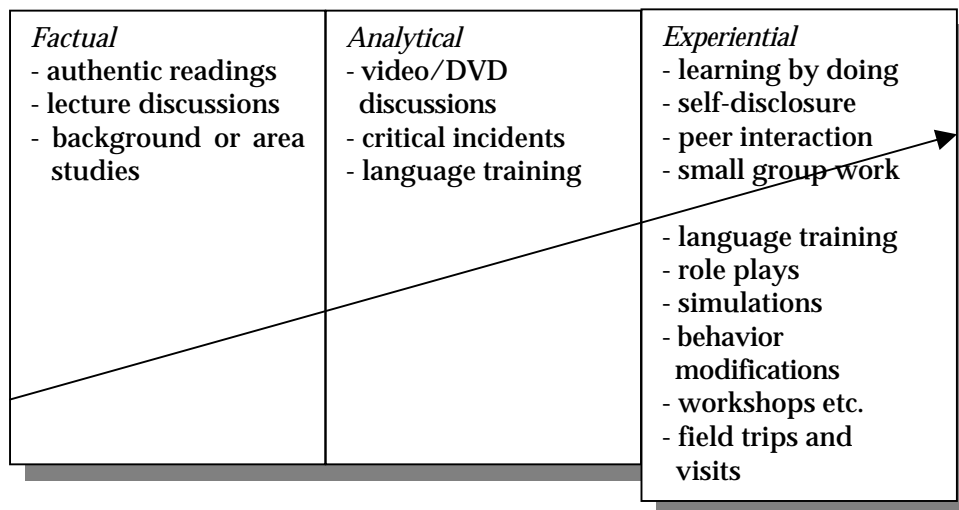 Factual
- authentic readings
- lecture discussions
- background or area
studies
Analytical
- video/DVD
discussions
- critical incidents
- language training
Experiential
- learning by doing
- self-disclosure
- peer interaction
- small group work
- language training
- role plays
- simulations
- behavior
modifications
- workshops etc.
- field trips and
visits